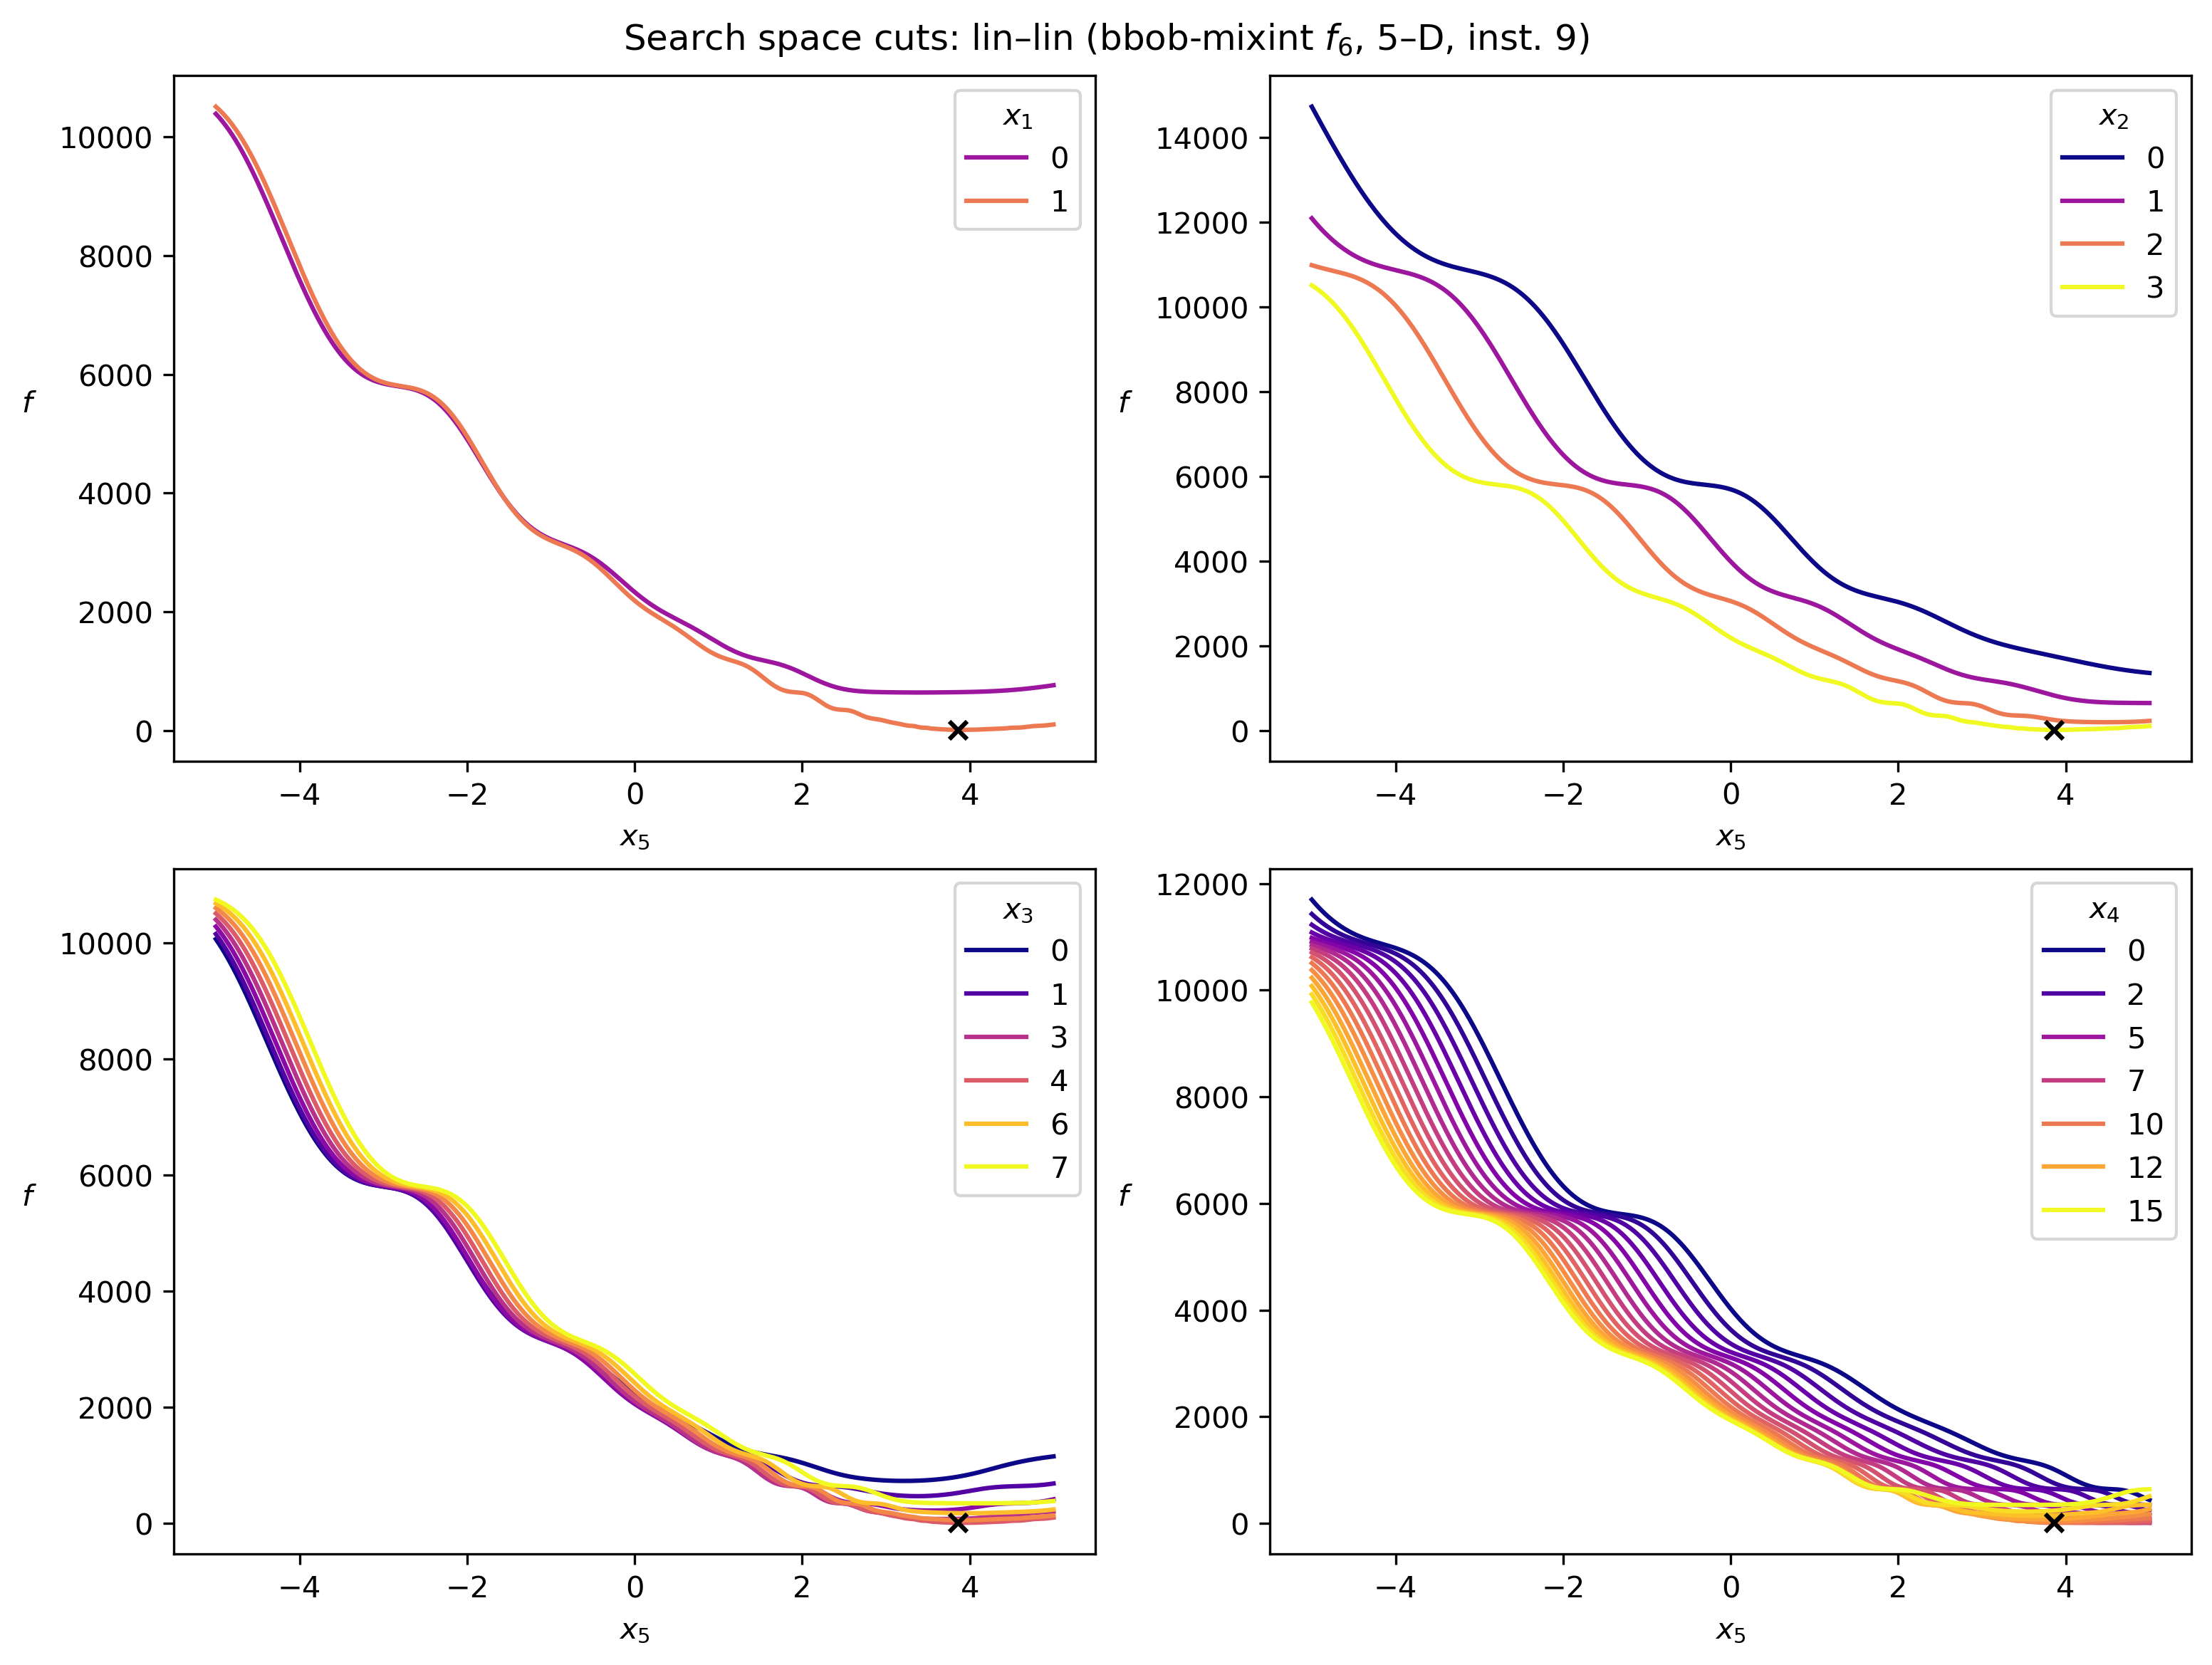 Search space cuts: lin–lin (bbob-mixint f₆, 5–D, inst. 9)
x₁
0
1
10000
8000
6000
4000
2000
0
f
−4 −2 0 2 4
x₅
x₂
0
1
2
3
14000
12000
10000
8000
6000
4000
2000
0
f
−4 −2 0 2 4
x₅
x₃
0
1
3
4
6
7
10000
8000
6000
4000
2000
0
f
−4 −2 0 2 4
x₅
x₄
0
2
5
7
10
12
15
12000
10000
8000
6000
4000
2000
0
f
−4 −2 0 2 4
x₅